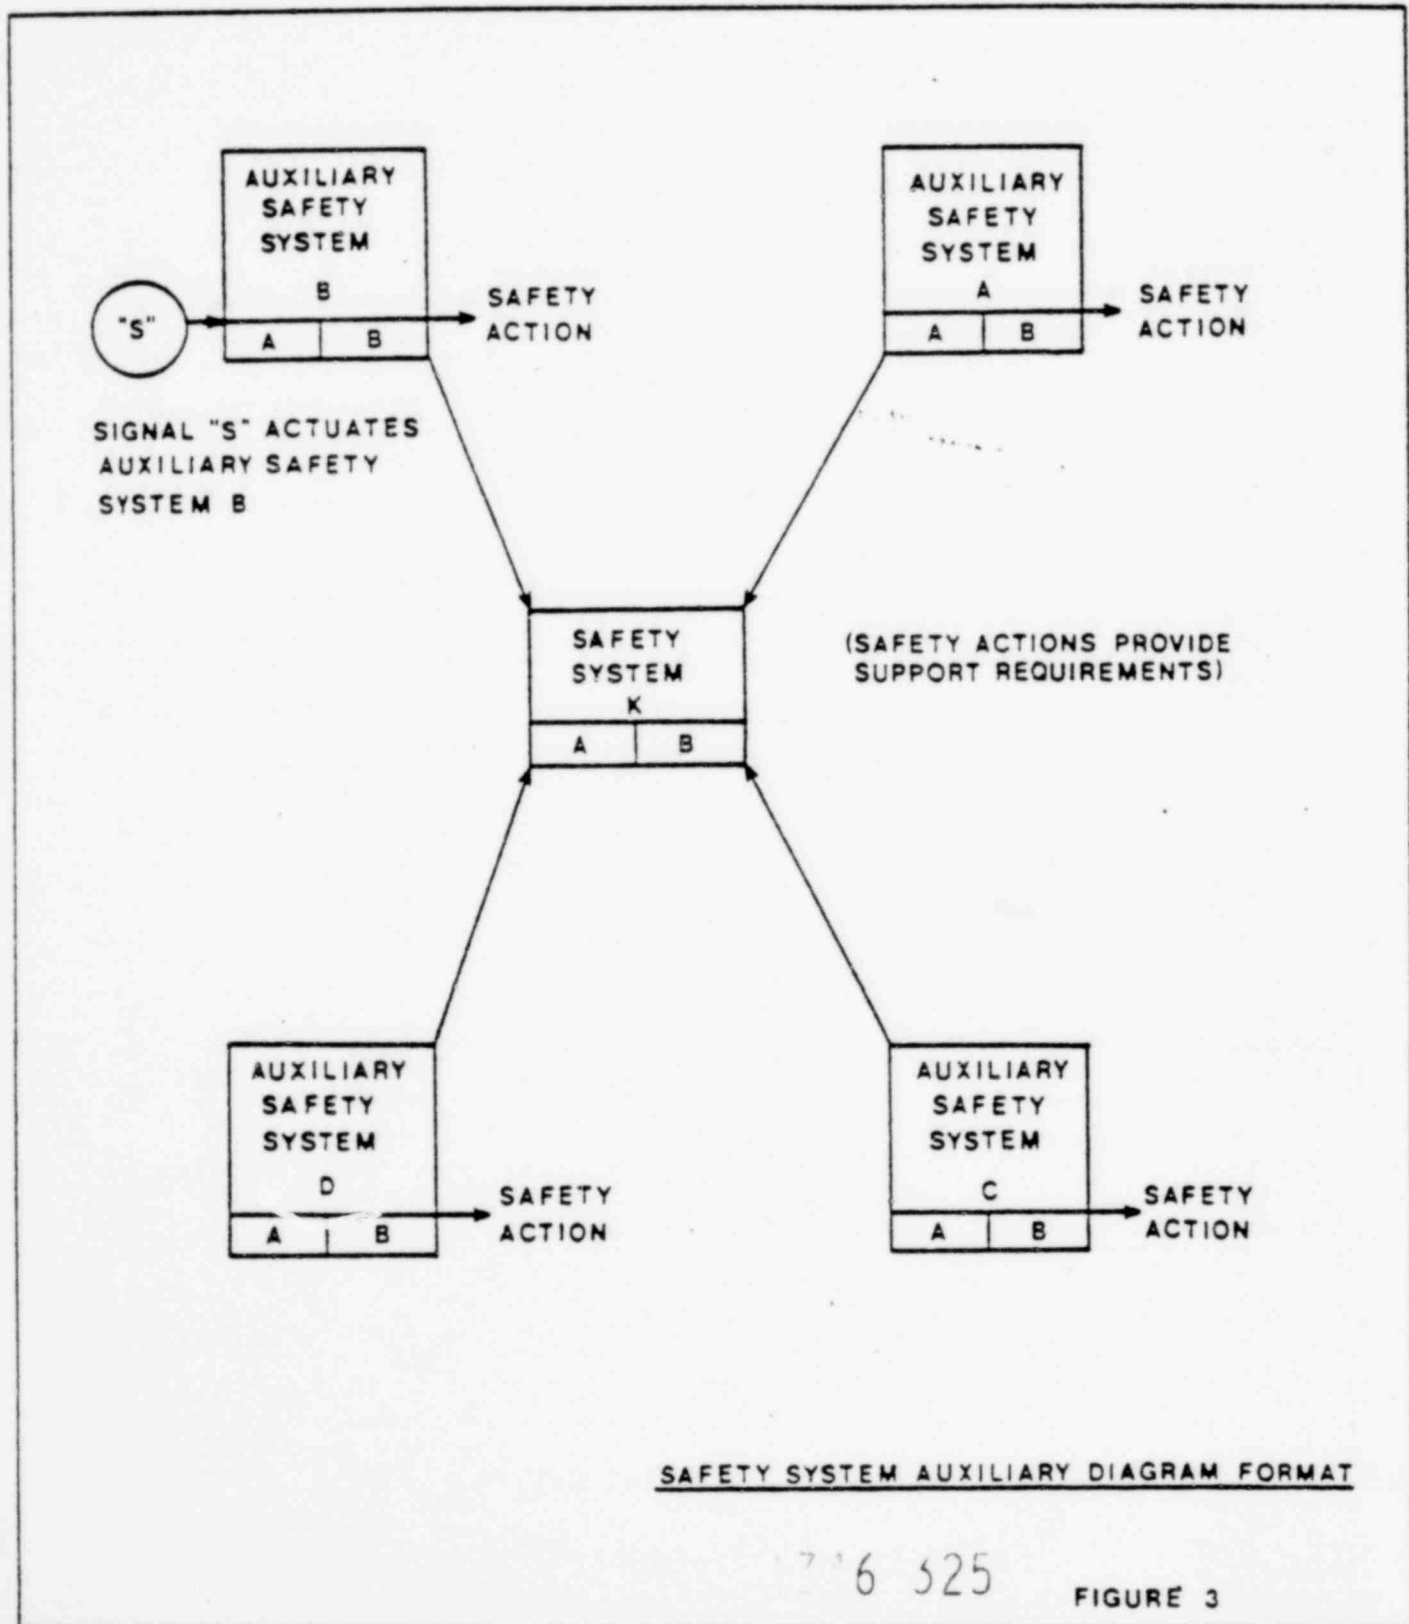 AUXILIARY
SAFETY
SYSTEM
B
A B
SAFETY
ACTION
"S"
SIGNAL "S" ACTUATES
AUXILIARY SAFETY
SYSTEM B
AUXILIARY
SAFETY
SYSTEM
A
A B
SAFETY
ACTION
SAFETY
SYSTEM
K
A B
(SAFETY ACTIONS PROVIDE
SUPPORT REQUIREMENTS)
AUXILIARY
SAFETY
SYSTEM
D
A B
SAFETY
ACTION
AUXILIARY
SAFETY
SYSTEM
C
A B
SAFETY
ACTION
SAFETY SYSTEM AUXILIARY DIAGRAM FORMAT
325
FIGURE 3